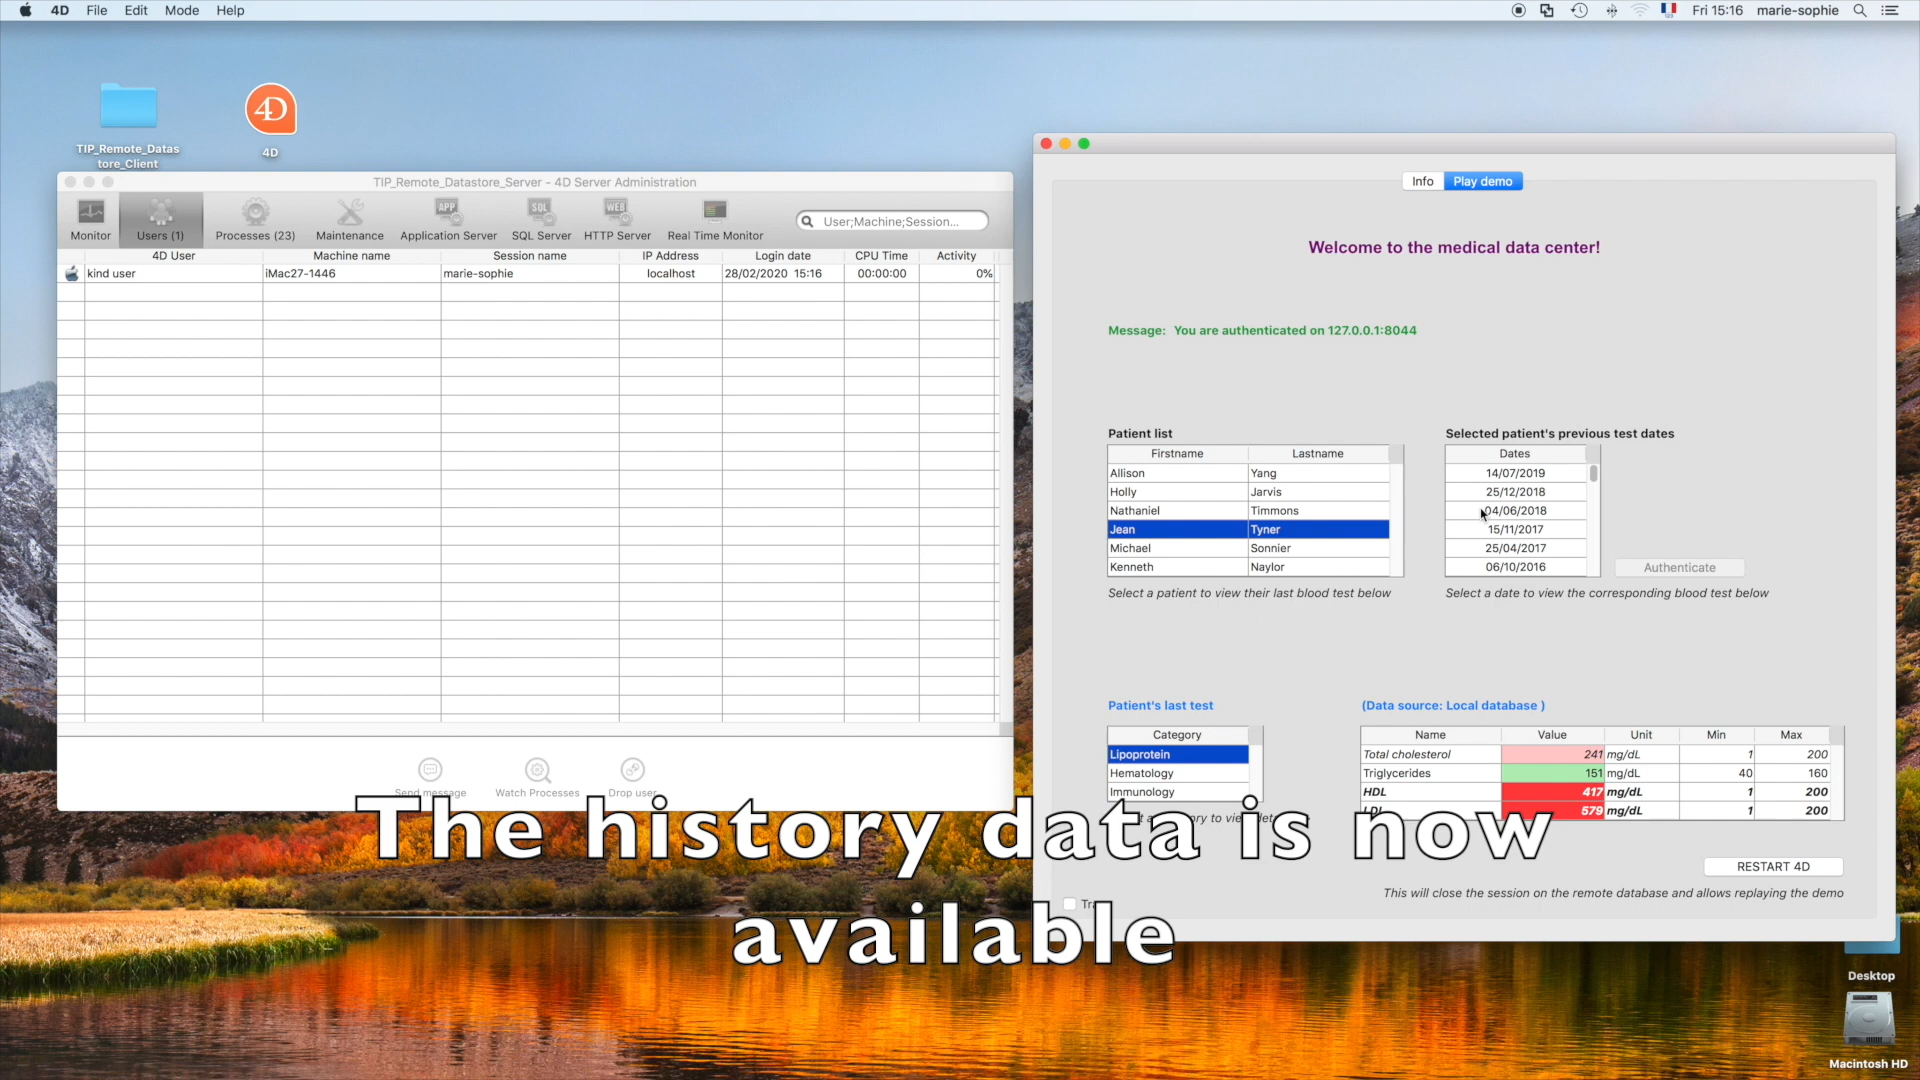 4D File Edit Mode Help
Fri 15:16 marie-sophie
TIP_Remote_Datas
tore_Client
4D
TIP_Remote_Datastore_Server - 4D Server Administration
Monitor Users (1) Processes (23) Maintenance Application Server SQL Server HTTP Server Real Time Monitor
APP SQL WEB
User;Machine;Session...
4D User Machine name Session name IP Address Login date CPU Time Activity
kind user iMac27-1446 marie-sophie localhost 28/02/2020 15:16 00:00:00 0%
Send message Watch Processes Drop user
Info Play demo
Welcome to the medical data center!
Message: You are authenticated on 127.0.0.1:8044
Patient list
Firstname Lastname
Allison Yang
Holly Jarvis
Nathaniel Timmons
Jean Tyner
Michael Sonnier
Kenneth Naylor
Select a patient to view their last blood test below
Selected patient's previous test dates
Dates
14/07/2019
25/12/2018
04/06/2018
15/11/2017
25/04/2017
06/10/2016
Authenticate
Select a date to view the corresponding blood test below
Patient's last test
Category
Lipoprotein
Hematology
Immunology
(Data source: Local database )
Name Value Unit Min Max
Total cholesterol 241 mg/dL 1 200
Triglycerides 151 mg/dL 40 160
HDL 417 mg/dL 1 200
LDL 579 mg/dL 1 200
RESTART 4D
This will close the session on the remote database and allows replaying the demo
The history data is now
available
Desktop
Macintosh HD